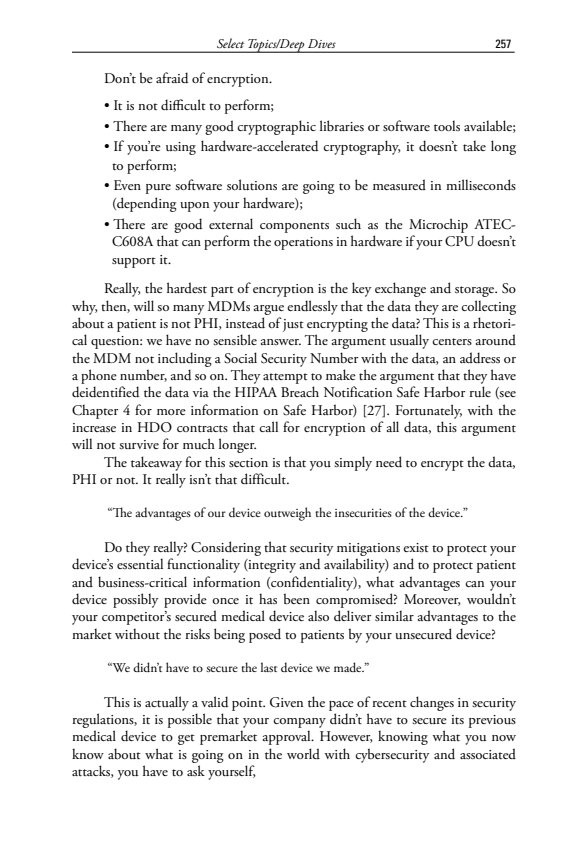 Select Topics/Deep Dives 257
Don’t be afraid of encryption.
• It is not difficult to perform;
• There are many good cryptographic libraries or software tools available;
• If you’re using hardware-accelerated cryptography, it doesn’t take long
to perform;
• Even pure software solutions are going to be measured in milliseconds
(depending upon your hardware);
• There are good external components such as the Microchip ATEC-
C608A that can perform the operations in hardware if your CPU doesn’t
support it.
Really, the hardest part of encryption is the key exchange and storage. So
why, then, will so many MDMs argue endlessly that the data they are collecting
about a patient is not PHI, instead of just encrypting the data? This is a rhetori-
cal question: we have no sensible answer. The argument usually centers around
the MDM not including a Social Security Number with the data, an address or
a phone number, and so on. They attempt to make the argument that they have
deidentified the data via the HIPAA Breach Notification Safe Harbor rule (see
Chapter 4 for more information on Safe Harbor) [27]. Fortunately, with the
increase in HDO contracts that call for encryption of all data, this argument
will not survive for much longer.
The takeaway for this section is that you simply need to encrypt the data,
PHI or not. It really isn’t that difficult.
“The advantages of our device outweigh the insecurities of the device.”
Do they really? Considering that security mitigations exist to protect your
device’s essential functionality (integrity and availability) and to protect patient
and business-critical information (confidentiality), what advantages can your
device possibly provide once it has been compromised? Moreover, wouldn’t
your competitor’s secured medical device also deliver similar advantages to the
market without the risks being posed to patients by your unsecured device?
“We didn’t have to secure the last device we made.”
This is actually a valid point. Given the pace of recent changes in security
regulations, it is possible that your company didn’t have to secure its previous
medical device to get premarket approval. However, knowing what you now
know about what is going on in the world with cybersecurity and associated
attacks, you have to ask yourself,